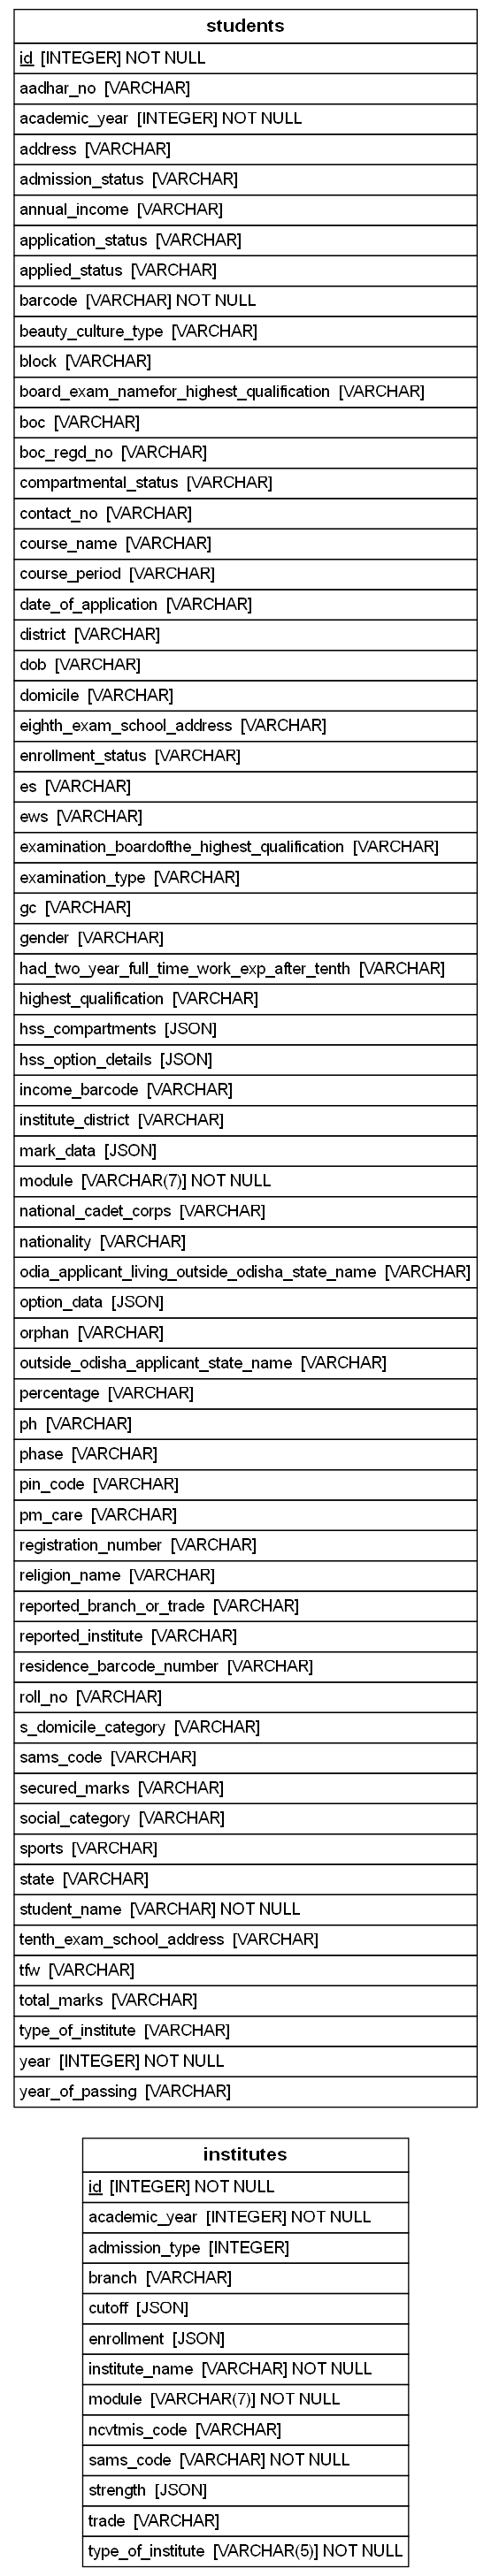 students
id [INTEGER] NOT NULL
aadhar_no [VARCHAR]
academic_year [INTEGER] NOT NULL
address [VARCHAR]
admission_status [VARCHAR]
annual_income [VARCHAR]
application_status [VARCHAR]
applied_status [VARCHAR]
barcode [VARCHAR] NOT NULL
beauty_culture_type [VARCHAR]
block [VARCHAR]
board_exam_namefor_highest_qualification [VARCHAR]
boc [VARCHAR]
boc_regd_no [VARCHAR]
compartmental_status [VARCHAR]
contact_no [VARCHAR]
course_name [VARCHAR]
course_period [VARCHAR]
date_of_application [VARCHAR]
district [VARCHAR]
dob [VARCHAR]
domicile [VARCHAR]
eighth_exam_school_address [VARCHAR]
enrollment_status [VARCHAR]
es [VARCHAR]
ews [VARCHAR]
examination_boardofthe_highest_qualification [VARCHAR]
examination_type [VARCHAR]
gc [VARCHAR]
gender [VARCHAR]
had_two_year_full_time_work_exp_after_tenth [VARCHAR]
highest_qualification [VARCHAR]
hss_compartments [JSON]
hss_option_details [JSON]
income_barcode [VARCHAR]
institute_district [VARCHAR]
mark_data [JSON]
module [VARCHAR(7)] NOT NULL
national_cadet_corps [VARCHAR]
nationality [VARCHAR]
odia_applicant_living_outside_odisha_state_name [VARCHAR]
option_data [JSON]
orphan [VARCHAR]
outside_odisha_applicant_state_name [VARCHAR]
percentage [VARCHAR]
ph [VARCHAR]
phase [VARCHAR]
pin_code [VARCHAR]
pm_care [VARCHAR]
registration_number [VARCHAR]
religion_name [VARCHAR]
reported_branch_or_trade [VARCHAR]
reported_institute [VARCHAR]
residence_barcode_number [VARCHAR]
roll_no [VARCHAR]
s_domicile_category [VARCHAR]
sams_code [VARCHAR]
secured_marks [VARCHAR]
social_category [VARCHAR]
sports [VARCHAR]
state [VARCHAR]
student_name [VARCHAR] NOT NULL
tenth_exam_school_address [VARCHAR]
tfw [VARCHAR]
total_marks [VARCHAR]
type_of_institute [VARCHAR]
year [INTEGER] NOT NULL
year_of_passing [VARCHAR]
institutes
id [INTEGER] NOT NULL
academic_year [INTEGER] NOT NULL
admission_type [INTEGER]
branch [VARCHAR]
cutoff [JSON]
enrollment [JSON]
institute_name [VARCHAR] NOT NULL
module [VARCHAR(7)] NOT NULL
ncvtmis_code [VARCHAR]
sams_code [VARCHAR] NOT NULL
strength [JSON]
trade [VARCHAR]
type_of_institute [VARCHAR(5)] NOT NULL